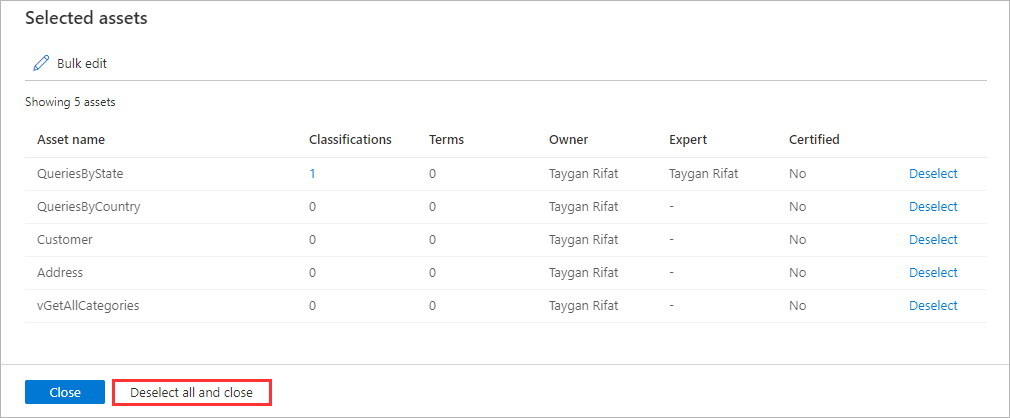 Selected assets
Bulk edit
Showing 5 assets
Asset name Classifications Terms Owner Expert Certified
QueriesByState 1 0 Taygan Rifat Taygan Rifat No Deselect
QueriesByCountry 0 0 Taygan Rifat - No Deselect
Customer 0 0 Taygan Rifat - No Deselect
Address 0 0 Taygan Rifat - No Deselect
vGetAllCategories 0 0 Taygan Rifat - No Deselect
Close Deselect all and close